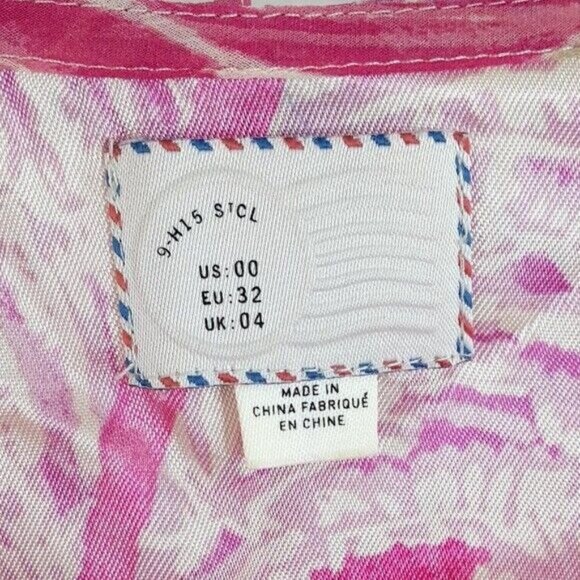 9-H15 STCL
US: 00
EU: 32
UK: 04
MADE IN
CHINA FABRIQUÉ
EN CHINE